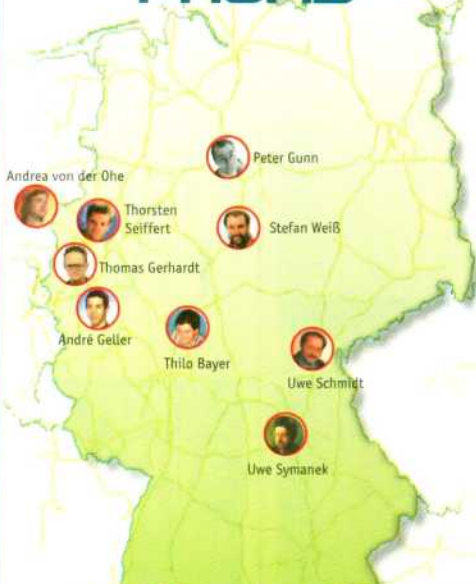 Peter Gunn
Andrea von der Ohe
Thorsten
Seiffert
Stefan Weiß
Thomas Gerhardt
André Geller
Thilo Bayer
Uwe Schmidt
Uwe Symanek